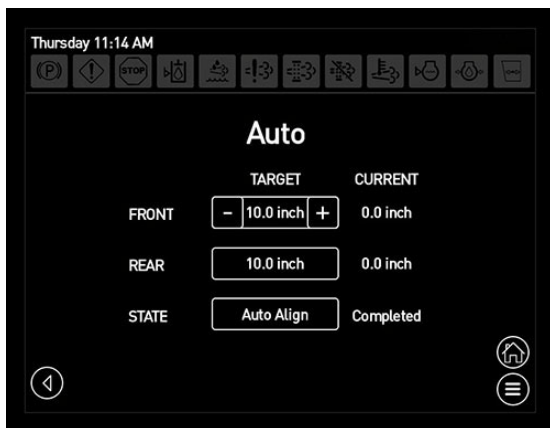 Thursday 11:14 AM
(P) STOP
Auto
TARGET CURRENT
FRONT - 10.0 inch + 0.0 inch
REAR 10.0 inch 0.0 inch
STATE Auto Align Completed